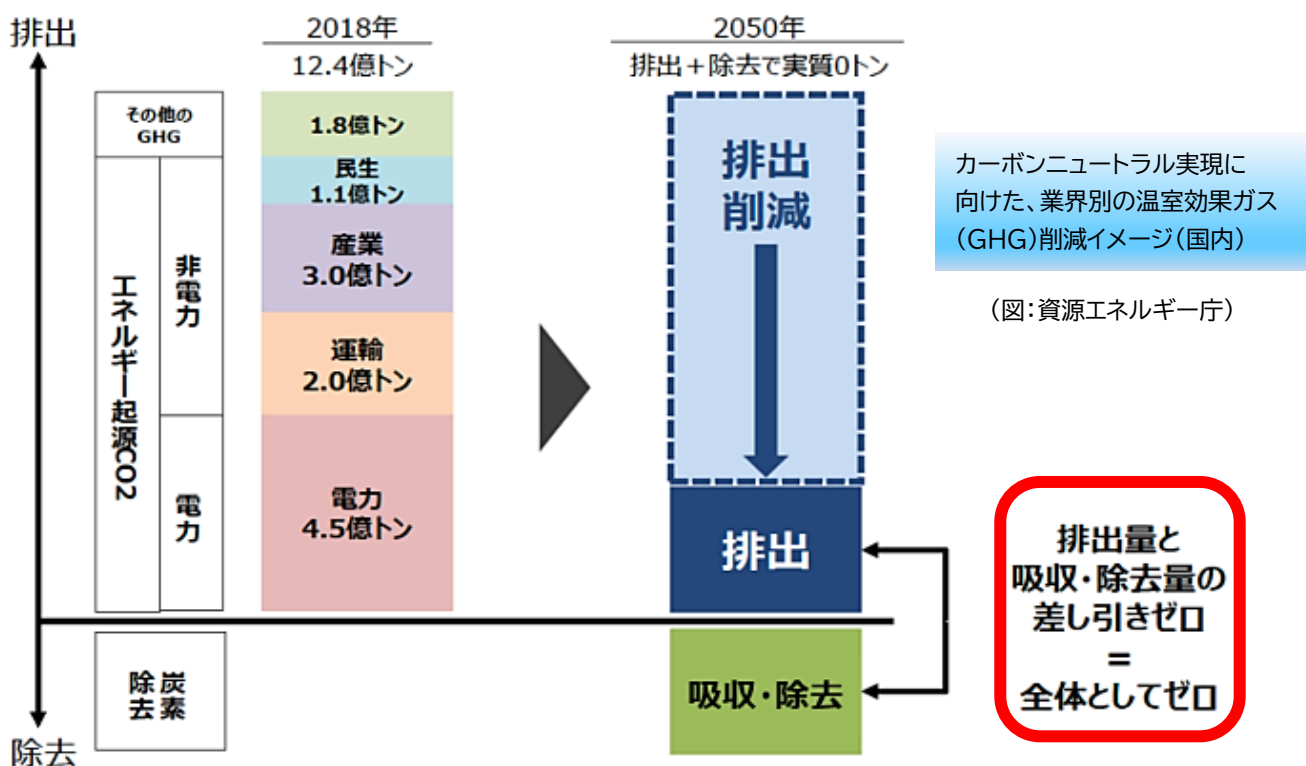 排出
2018年
12.4億トン
2050年
排出＋除去で実質0トン
その他の
GHG
エネルギー起源CO2
非電力
電力
1.8億トン
民生
1.1億トン
産業
3.0億トン
運輸
2.0億トン
電力
4.5億トン
排出
削減
排出
吸収・除去
炭素
除去
除去
カーボンニュートラル実現に
向けた、業界別の温室効果ガス
（GHG）削減イメージ（国内）
（図：資源エネルギー庁）
排出量と
吸収・除去量の
差し引きゼロ
=
全体としてゼロ